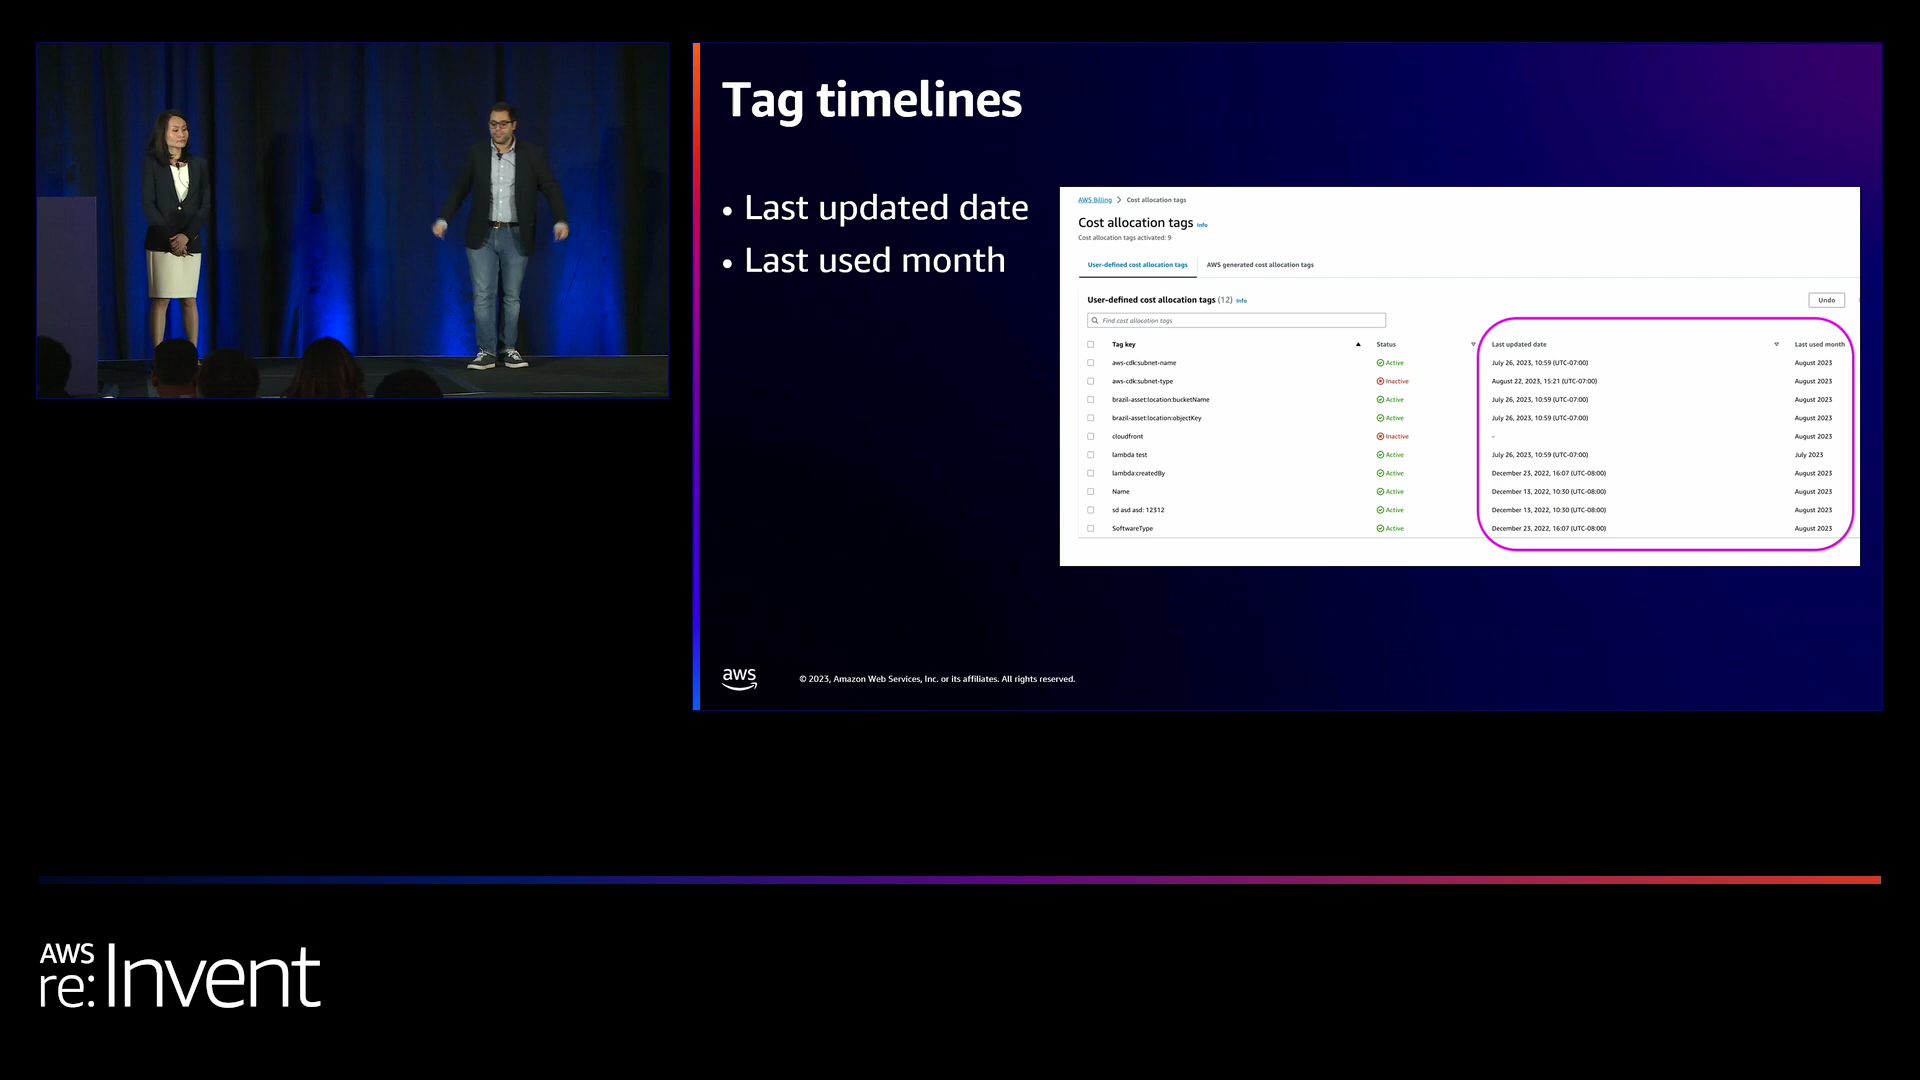 Tag timelines
• Last updated date
• Last used month
AWS Billing > Cost allocation tags
Cost allocation tags Info
Cost allocation tags activated: 9
User-defined cost allocation tags AWS generated cost allocation tags
User-defined cost allocation tags (12) Info
Undo
Find cost allocation tags
Tag key Status Last updated date Last used month
aws-cdk:subnet-name Active July 26, 2023, 10:59 (UTC-07:00) August 2023
aws-cdk:subnet-type Inactive August 22, 2023, 15:21 (UTC-07:00) August 2023
brazil-asset:location:bucketName Active July 26, 2023, 10:59 (UTC-07:00) August 2023
brazil-asset:location:objectKey Active July 26, 2023, 10:59 (UTC-07:00) August 2023
cloudfront Inactive - August 2023
lambda test Active July 26, 2023, 10:59 (UTC-07:00) July 2023
lambda:createdBy Active December 23, 2022, 16:07 (UTC-08:00) August 2023
Name Active December 13, 2022, 10:30 (UTC-08:00) August 2023
sd asd asd: 12312 Active December 13, 2022, 10:30 (UTC-08:00) August 2023
SoftwareType Active December 23, 2022, 16:07 (UTC-08:00) August 2023
aws
© 2023, Amazon Web Services, Inc. or its affiliates. All rights reserved.
AWS
re:Invent